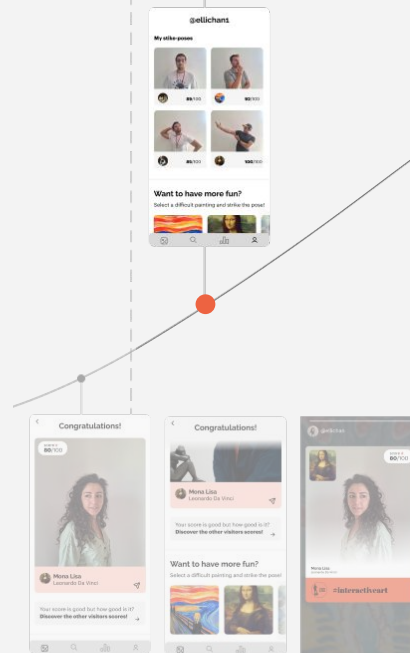 @ellichan1
My stike-poses
80/100
90/100
85/100
100/100
Want to have more fun?
Select a difficult painting and strike the pose!
Congratulations!
80/100
Mona Lisa
Leonardo Da Vinci
Your score is good but how good is it?
Discover the other visitors scores!
Congratulations!
Mona Lisa
Leonardo Da Vinci
Your score is good but how good is it?
Discover the other visitors scores!
Want to have more fun?
Select a difficult painting and strike the pose!
80/100
Mona Lisa
#interactiveart